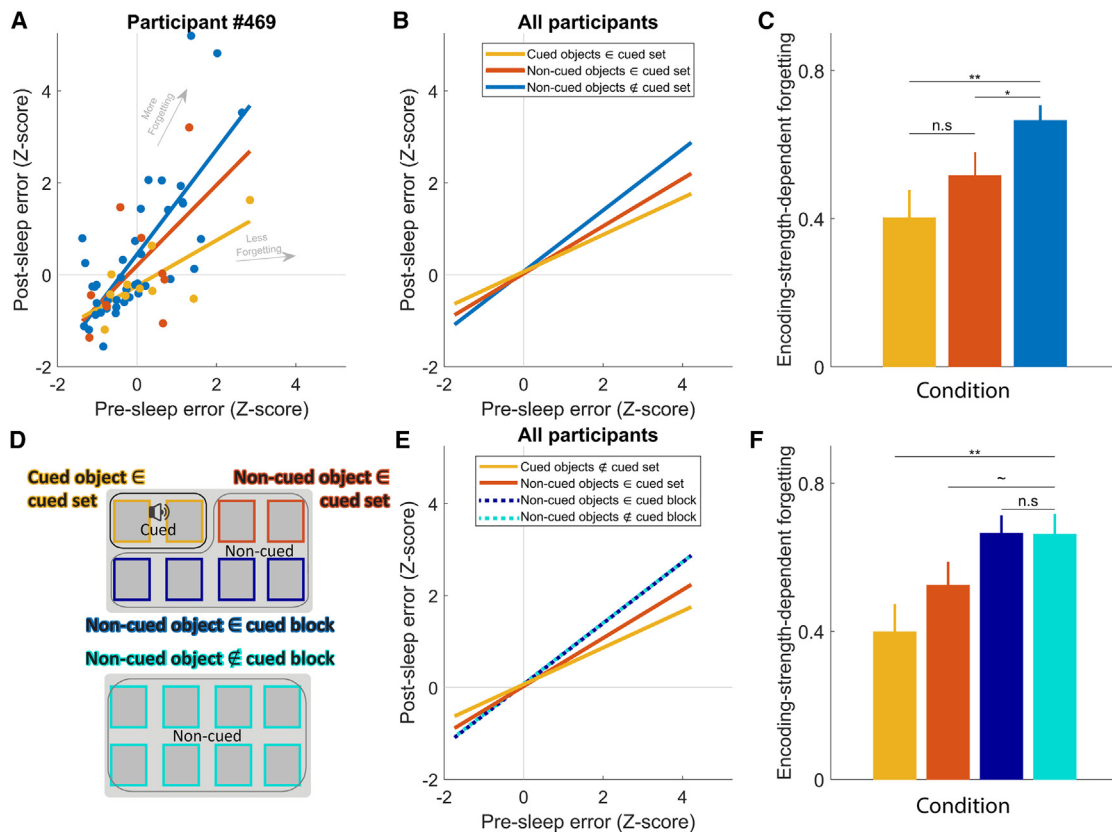 A
Participant #469
Post-sleep error (Z-score)
4
2
0
-2
-2
0
2
4
More
Forgetting
Less
Forgetting
Pre-sleep error (Z-score)
B
All participants
Cued objects ∈ cued set
Non-cued objects ∈ cued set
Non-cued objects ∉ cued set
Post-sleep error (Z-score)
4
2
0
-2
-2
0
2
4
Pre-sleep error (Z-score)
C
Encoding-strength-dependent forgetting
0.8
0.4
0
**
*
n.s
Condition
D
Cued object ∈
cued set
Non-cued object ∈
cued set
Cued
Non-cued
Non-cued object ∈ cued block
Non-cued object ∉ cued block
Non-cued
E
All participants
Cued objects ∉ cued set
Non-cued objects ∈ cued set
Non-cued objects ∈ cued block
Non-cued objects ∉ cued block
Post-sleep error (Z-score)
4
2
0
-2
-2
0
2
4
Pre-sleep error (Z-score)
F
Encoding-strength-dependent forgetting
0.8
0.4
0
**
~
n.s
Condition